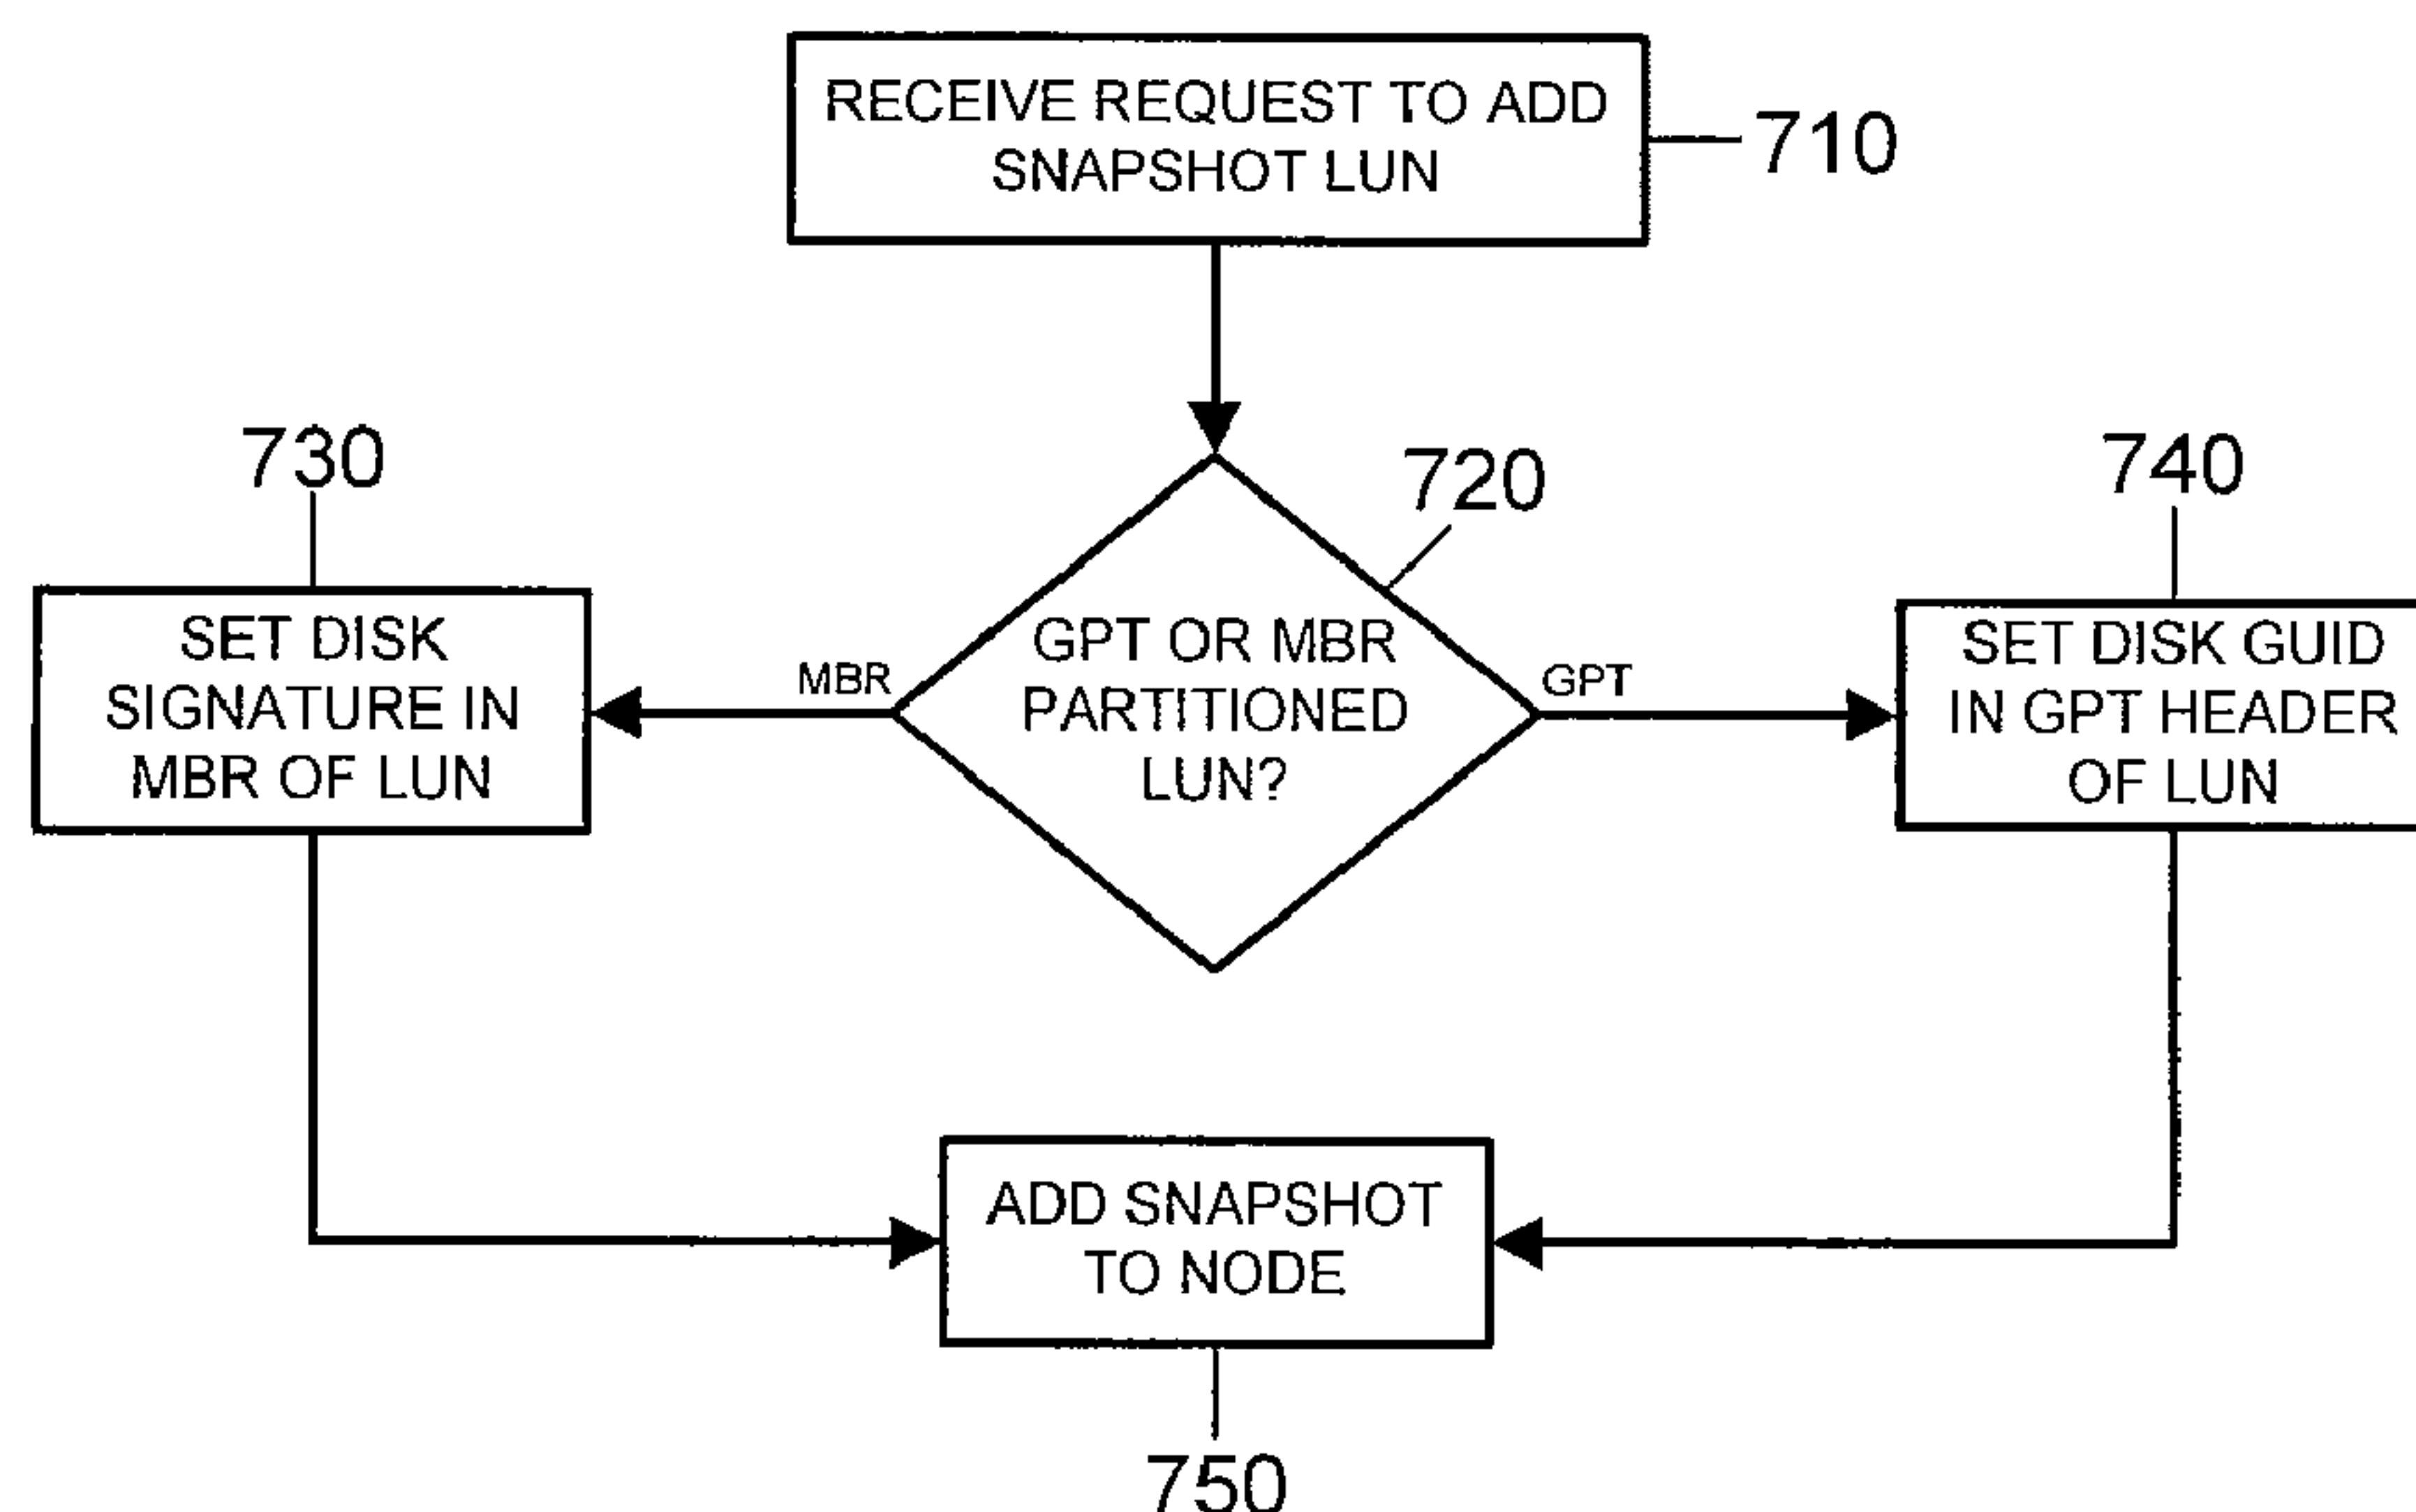 RECEIVE REQUEST TO ADD
SNAPSHOT LUN
710
720
730
740
SET DISK
SIGNATURE IN
MBR OF LUN
MBR
GPT OR MBR
PARTITIONED
LUN?
GPT
SET DISK GUID
IN GPT HEADER
OF LUN
ADD SNAPSHOT
TO NODE
750